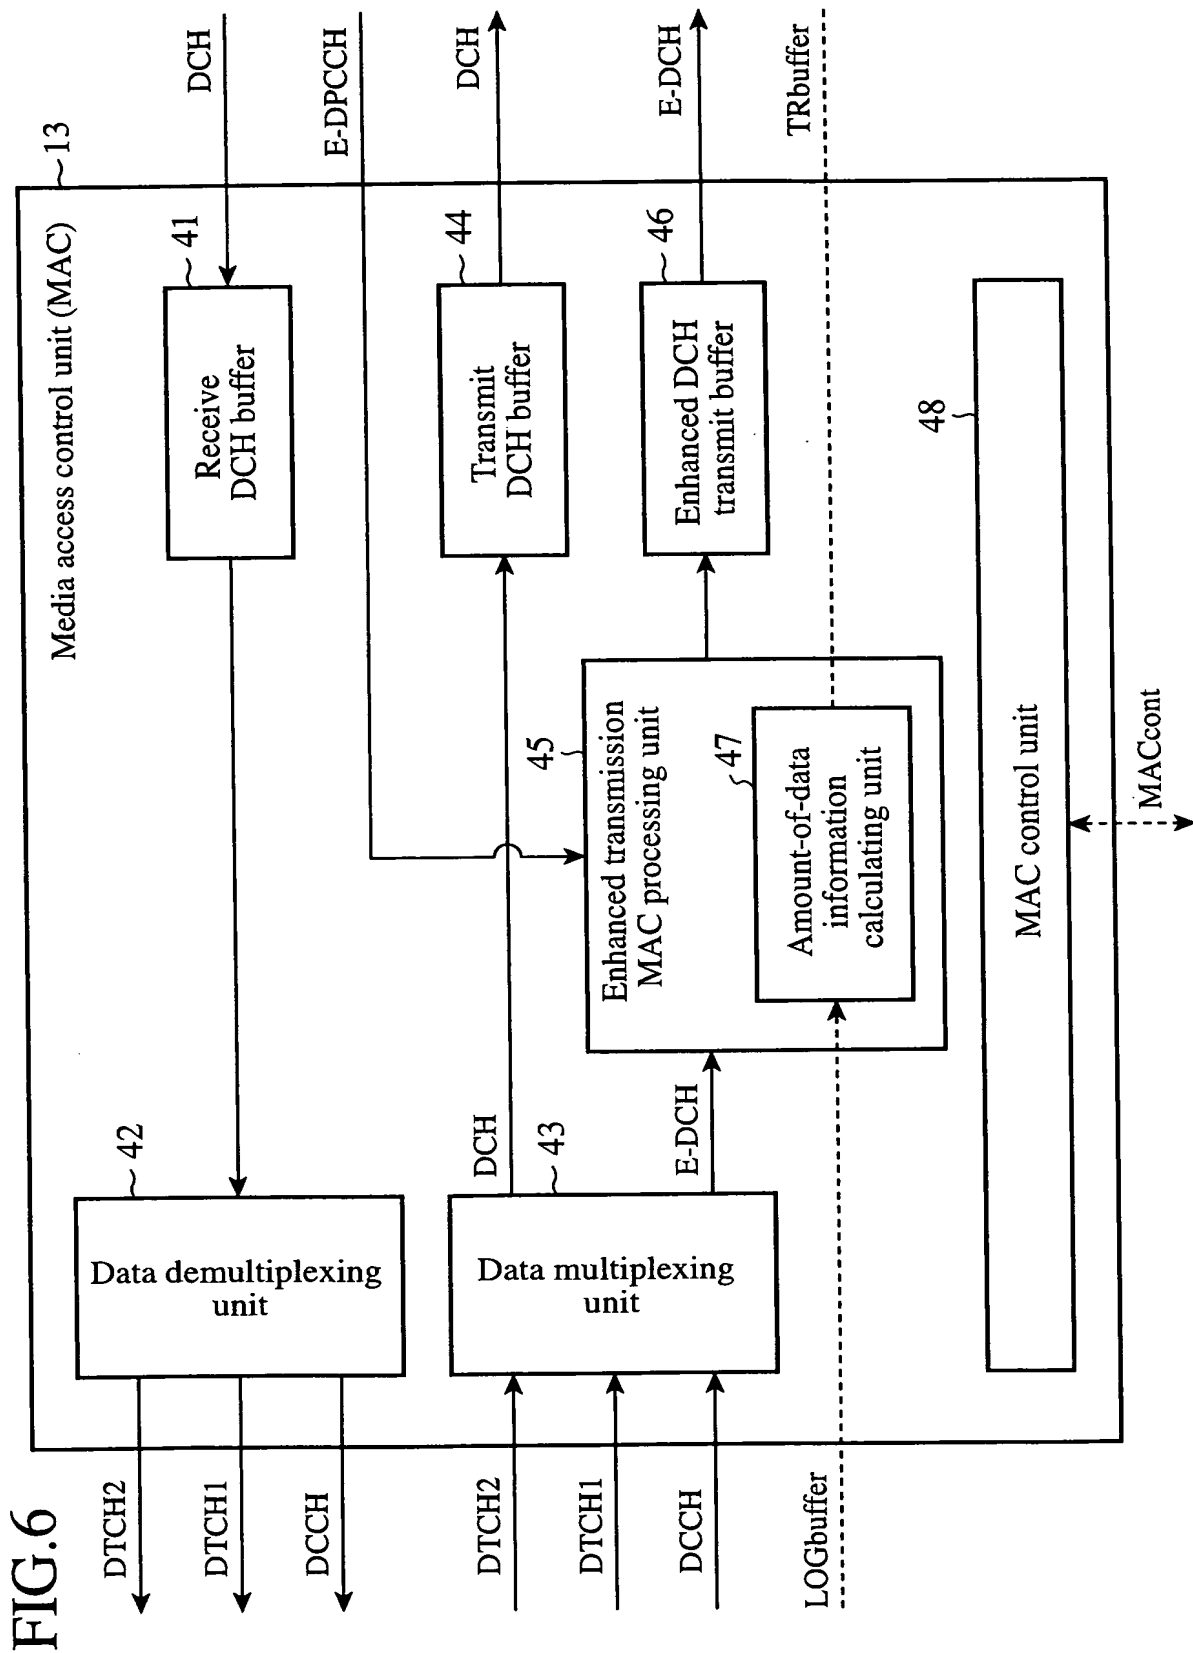 FIG.6
Media access control unit (MAC)
13
DTCH2
DTCH1
DCCH
Data demultiplexing
unit
42
Receive
DCH buffer
41
DCH
E-DPCCH
DTCH2
DTCH1
DCCH
Data multiplexing
unit
43
DCH
E-DCH
Transmit
DCH buffer
44
DCH
Enhanced transmission
MAC processing unit
45
Amount-of-data
information
calculating unit
47
Enhanced DCH
transmit buffer
46
E-DCH
LOGbuffer
TRbuffer
MAC control unit
48
MACcont